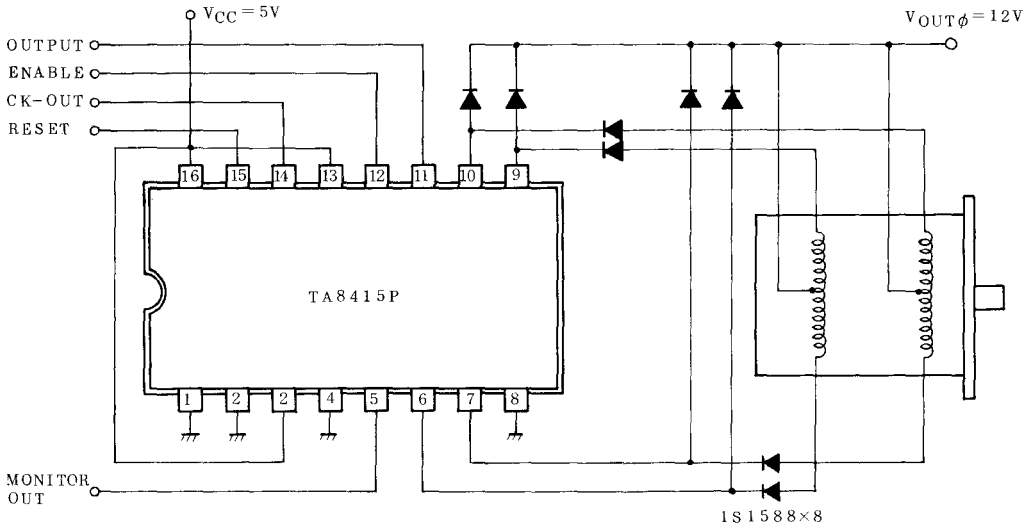 VCC=5V
VOUTφ=12V
OUTPUT
ENABLE
CK-OUT
RESET
16 15 14 13 12 11 10 9
TA8415P
1 2 2 4 5 6 7 8
MONITOR
OUT
1S1588×8